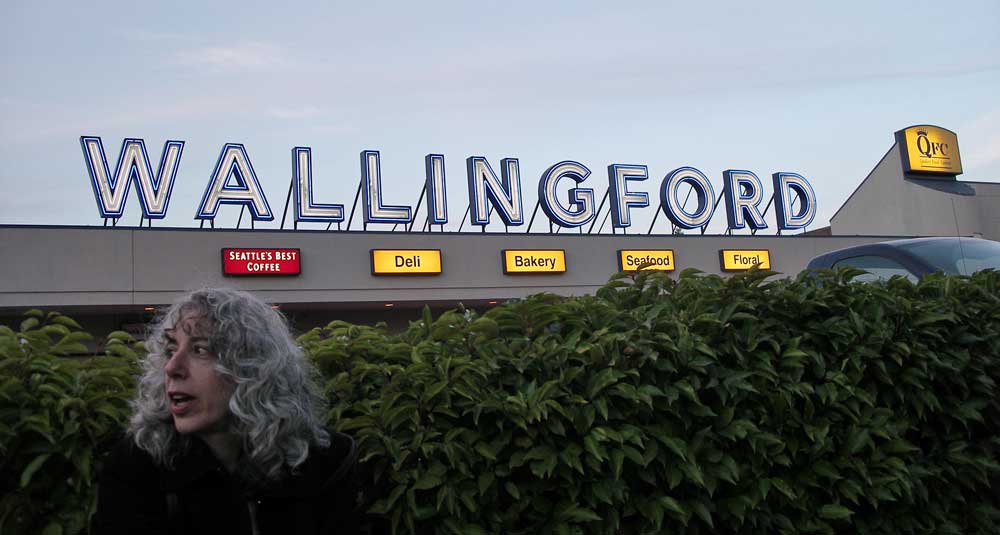 WALLINGFORD
QFC
SEATTLE'S BEST
COFFEE
Deli
Bakery
Seafood
Floral